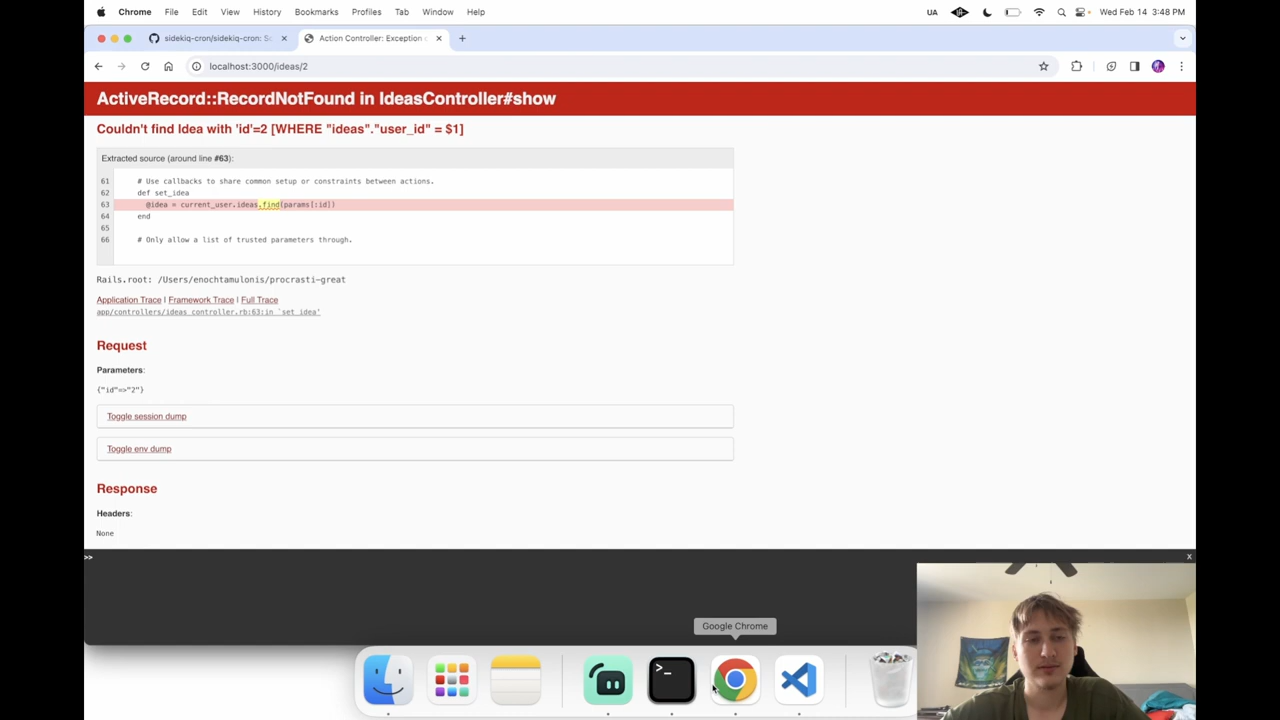 Chrome File Edit View History Bookmarks Profiles Tab Window Help UA Wed Feb 14 3:48 PM
sidekiq-cron/sidekiq-cron: Sc Action Controller: Exception c
localhost:3000/ideas/2
ActiveRecord::RecordNotFound in IdeasController#show
Couldn't find Idea with 'id'=2 [WHERE "ideas"."user_id" = $1]
Extracted source (around line #63):
61 # Use callbacks to share common setup or constraints between actions.
62 def set_idea
63 @idea = current_user.ideas.find(params[:id])
64 end
65
66 # Only allow a list of trusted parameters through.
Rails.root: /Users/enochtamulonis/procrasti-great
Application Trace | Framework Trace | Full Trace
app/controllers/ideas_controller.rb:63:in `set_idea'
Request
Parameters:
{"id"=>"2"}
Toggle session dump
Toggle env dump
Response
Headers:
None
>> x
Google Chrome
>_